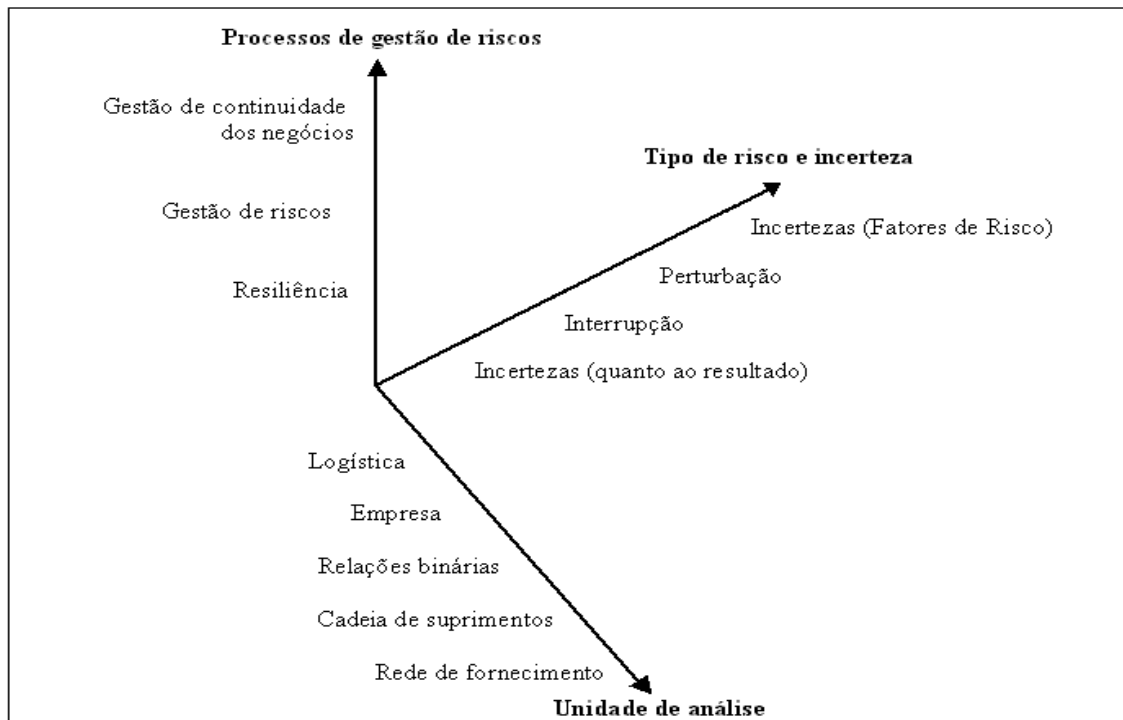 Processos de gestão de riscos
Gestão de continuidade
dos negócios
Gestão de riscos
Resiliência
Tipo de risco e incerteza
Incertezas (Fatores de Risco)
Perturbação
Interrupção
Incertezas (quanto ao resultado)
Logística
Empresa
Relações binárias
Cadeia de suprimentos
Rede de fornecimento
Unidade de análise